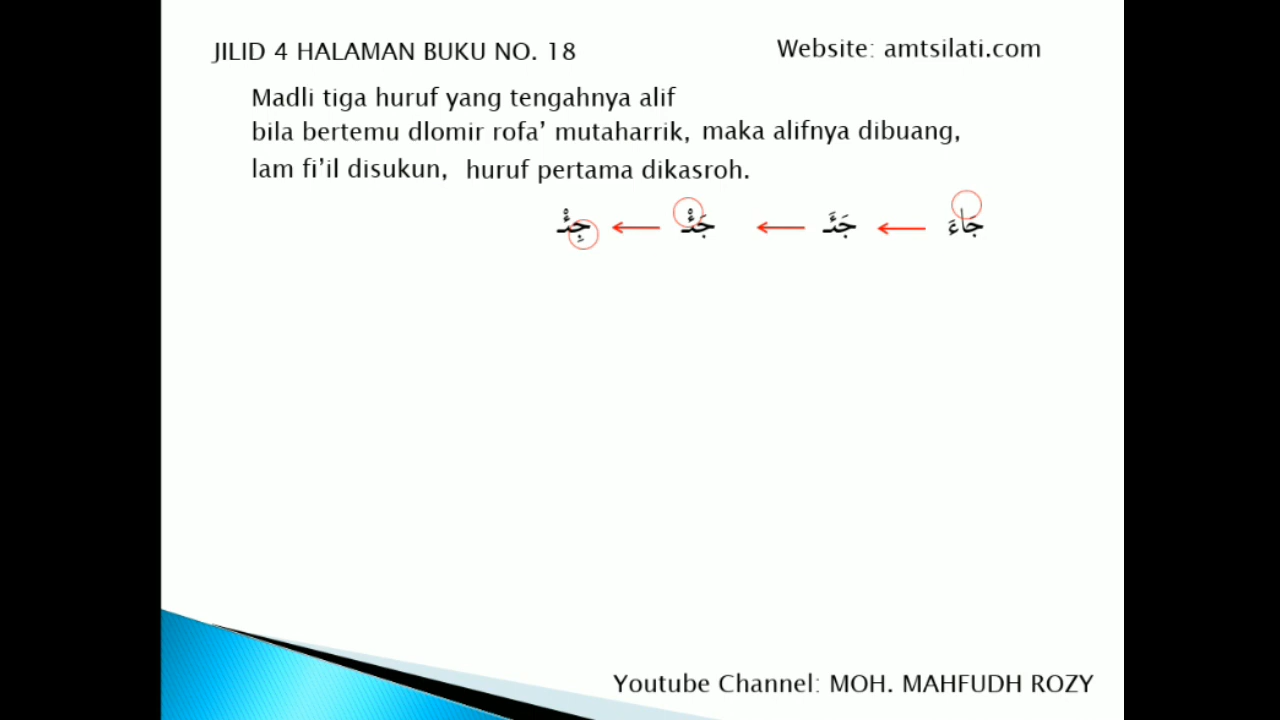 JILID 4 HALAMAN BUKU NO. 18
Website: amtsilati.com
Madli tiga huruf yang tengahnya alif
bila bertemu dlomir rofa’ mutaharrik, maka alifnya dibuang,
lam fi’il disukun, huruf pertama dikasroh.
جَاءَ ← جَئَـ ← جَئْـ ← جِئْـ
Youtube Channel: MOH. MAHFUDH ROZY